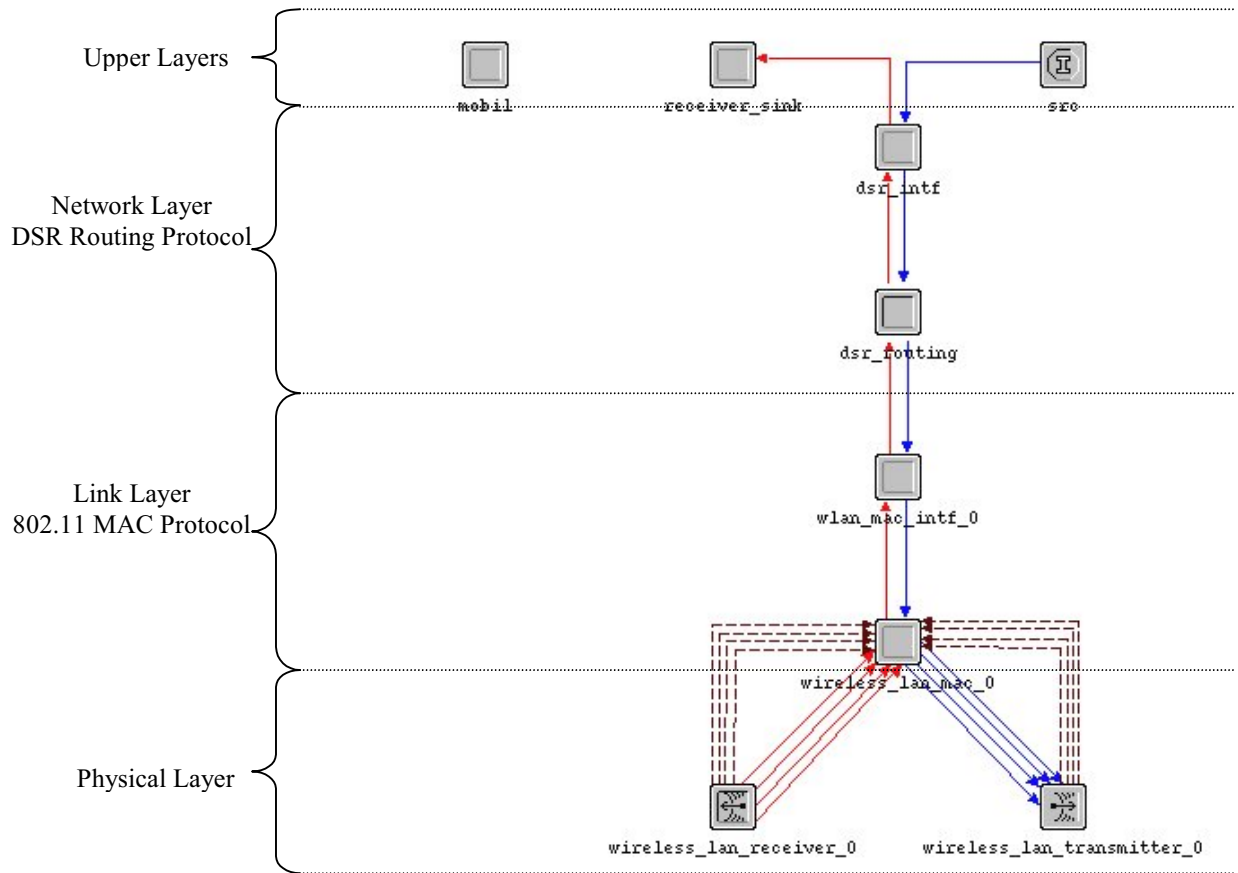 Upper Layers
mobil
receiver_sink
src
dsr_intf
Network Layer
DSR Routing Protocol
dsr_routing
Link Layer
802.11 MAC Protocol
wlan_mac_intf_0
wireless_lan_mac_0
Physical Layer
wireless_lan_receiver_0
wireless_lan_transmitter_0